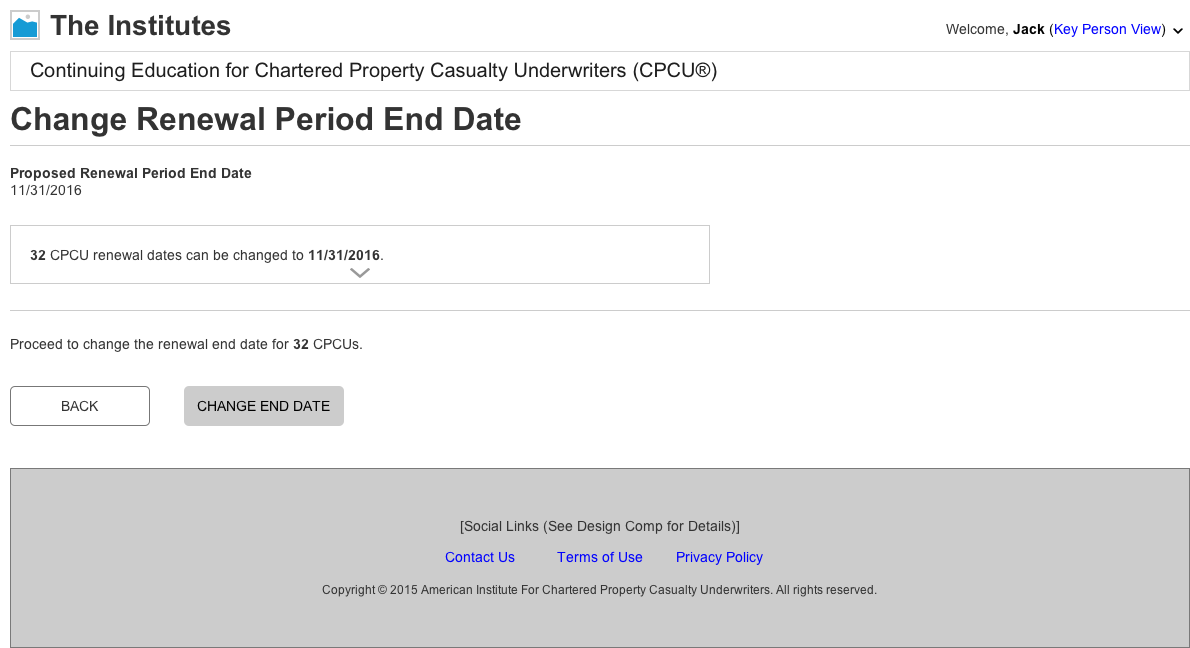 The Institutes
Welcome, Jack (Key Person View)
Continuing Education for Chartered Property Casualty Underwriters (CPCU®)
Change Renewal Period End Date
Proposed Renewal Period End Date
11/31/2016
32 CPCU renewal dates can be changed to 11/31/2016.
Proceed to change the renewal end date for 32 CPCUs.
BACK
CHANGE END DATE
[Social Links (See Design Comp for Details)]
Contact Us
Terms of Use
Privacy Policy
Copyright © 2015 American Institute For Chartered Property Casualty Underwriters. All rights reserved.